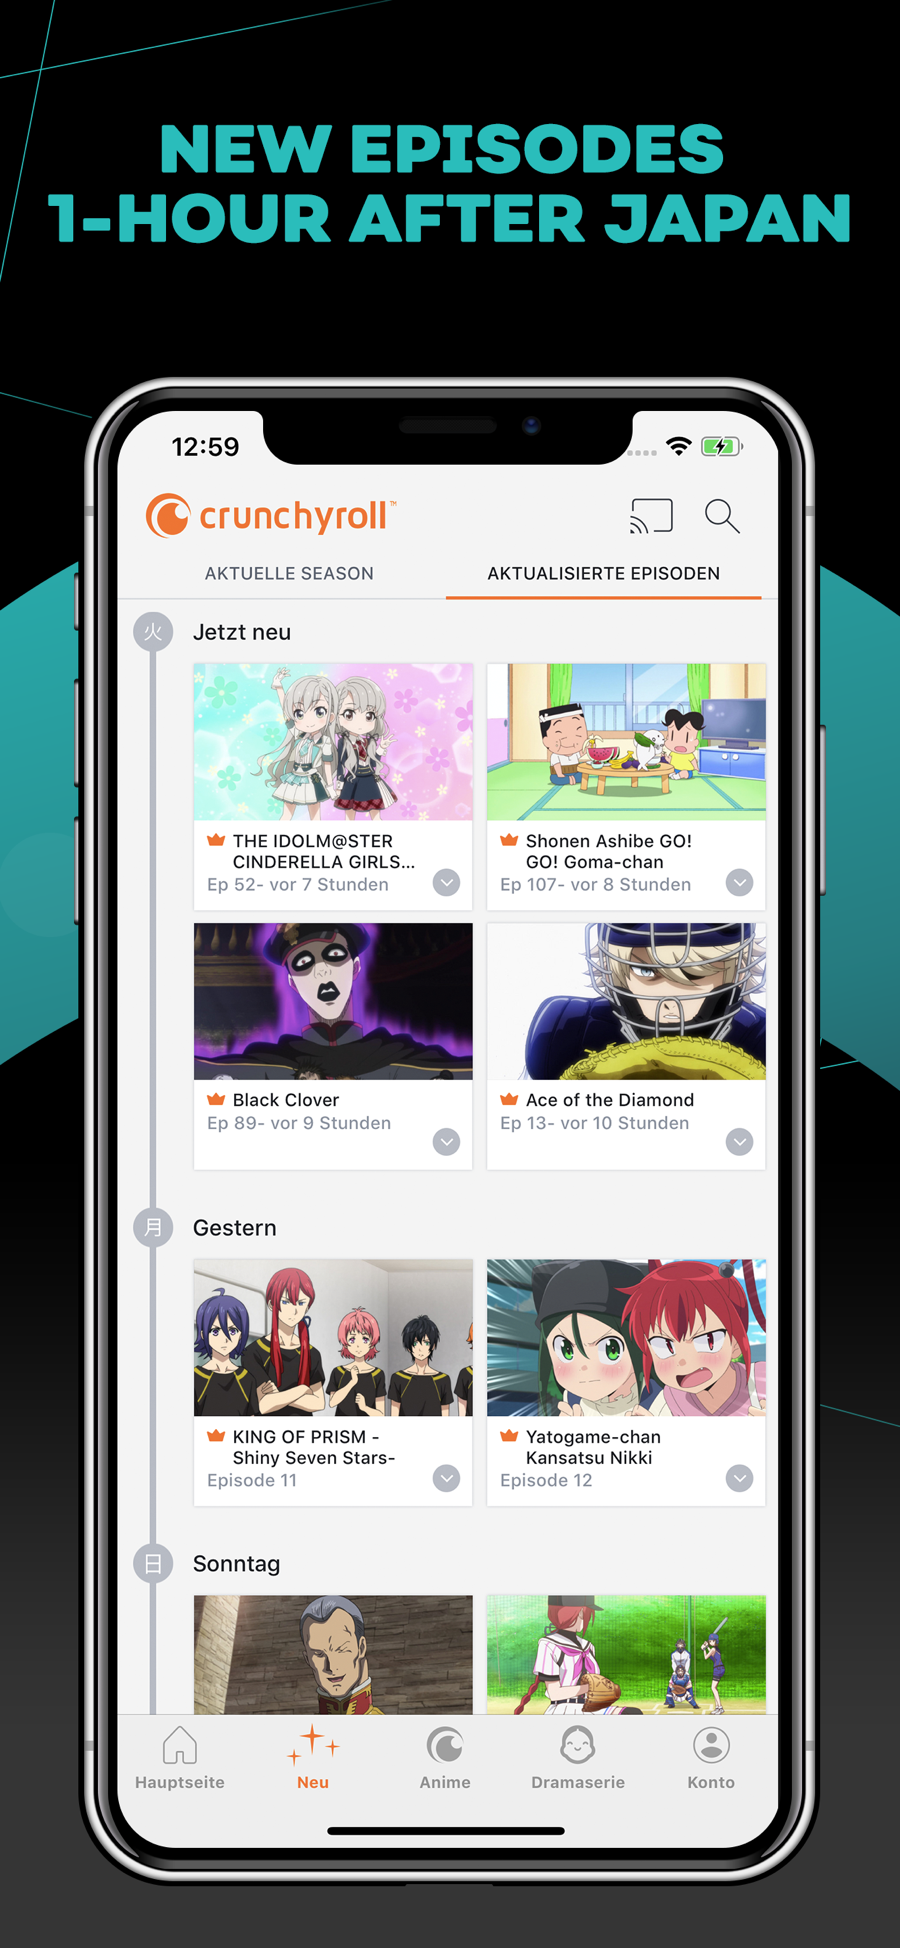 NEW EPISODES
1-HOUR AFTER JAPAN
12:59
crunchyroll™
AKTUELLE SEASON
AKTUALISIERTE EPISODEN
火
Jetzt neu
THE IDOLM@STER
CINDERELLA GIRLS...
Ep 52- vor 7 Stunden
Shonen Ashibe GO!
GO! Goma-chan
Ep 107- vor 8 Stunden
Black Clover
Ep 89- vor 9 Stunden
Ace of the Diamond
Ep 13- vor 10 Stunden
月
Gestern
KING OF PRISM -
Shiny Seven Stars-
Episode 11
Yatogame-chan
Kansatsu Nikki
Episode 12
日
Sonntag
Hauptseite
Neu
Anime
Dramaserie
Konto